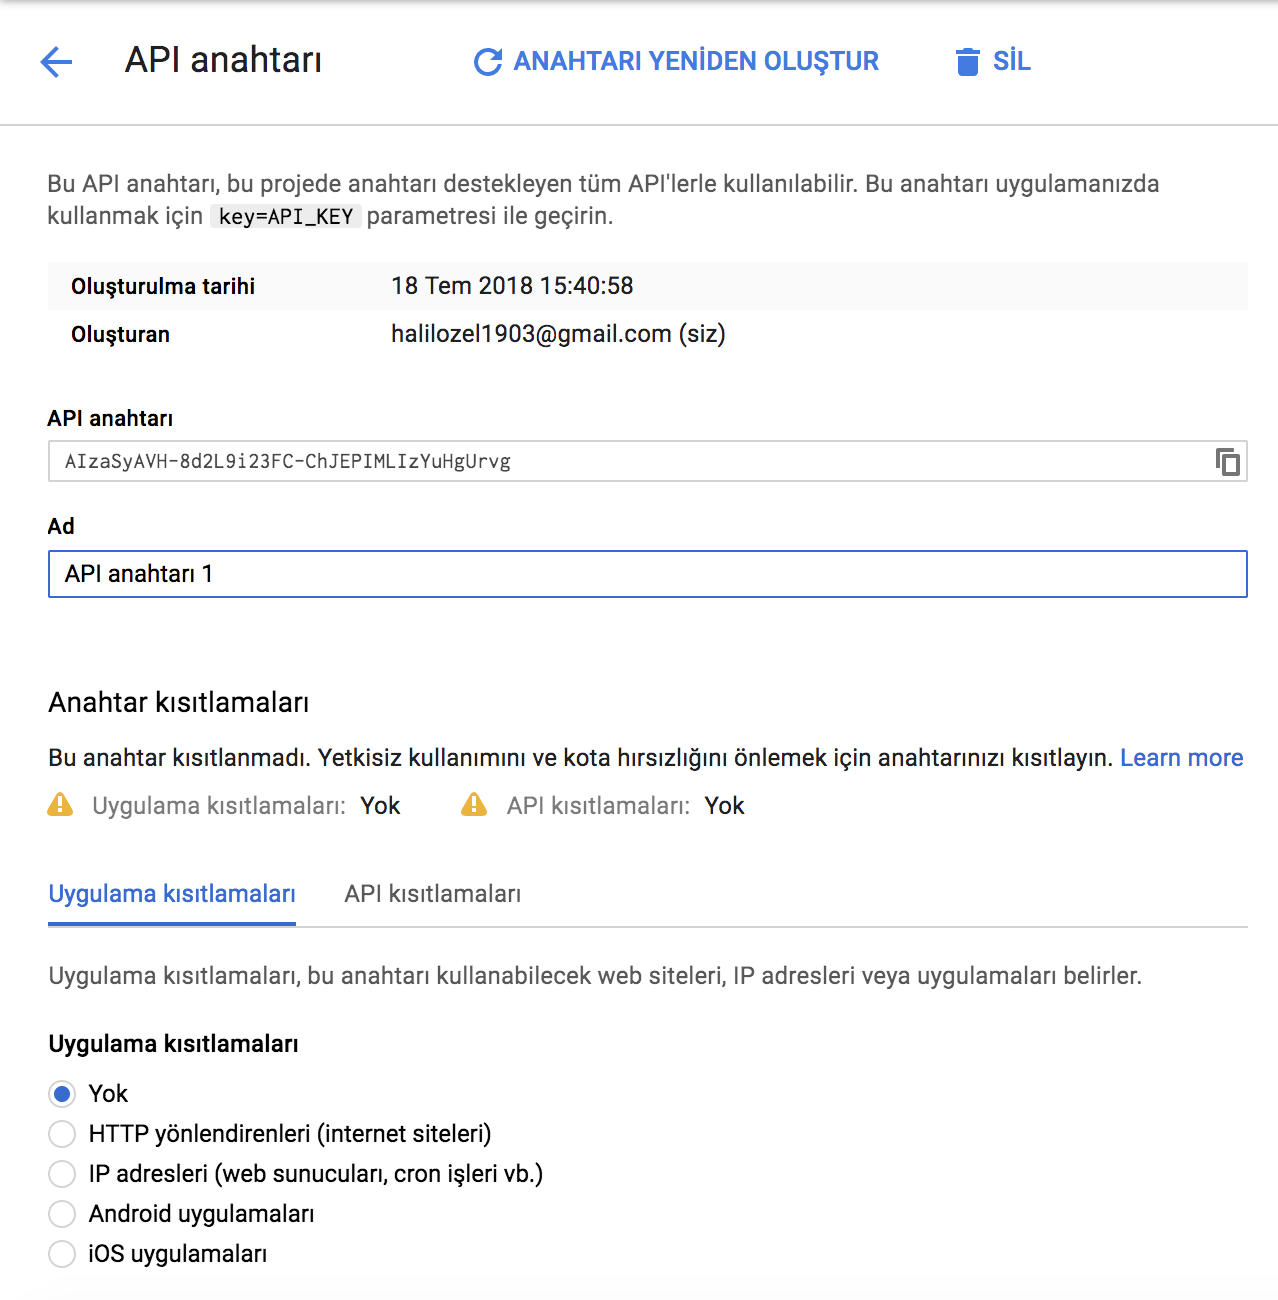 API anahtarı
ANAHTARI YENİDEN OLUŞTUR
SİL
Bu API anahtarı, bu projede anahtarı destekleyen tüm API'lerle kullanılabilir. Bu anahtarı uygulamanızda
kullanmak için key=API_KEY parametresi ile geçirin.
Oluşturulma tarihi 18 Tem 2018 15:40:58
Oluşturan halilozel1903@gmail.com (siz)
API anahtarı
AIzaSyAVH-8d2L9i23FC-ChJEPIMLIzYuHgUrvg
Ad
API anahtarı 1
Anahtar kısıtlamaları
Bu anahtar kısıtlanmadı. Yetkisiz kullanımını ve kota hırsızlığını önlemek için anahtarınızı kısıtlayın. Learn more
Uygulama kısıtlamaları: Yok API kısıtlamaları: Yok
Uygulama kısıtlamaları API kısıtlamaları
Uygulama kısıtlamaları, bu anahtarı kullanabilecek web siteleri, IP adresleri veya uygulamaları belirler.
Uygulama kısıtlamaları
Yok
HTTP yönlendirenleri (internet siteleri)
IP adresleri (web sunucuları, cron işleri vb.)
Android uygulamaları
iOS uygulamaları